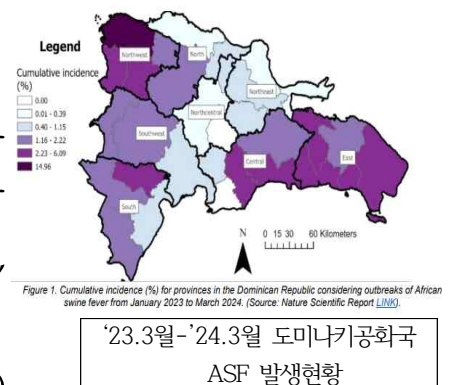 Legend
Cumulative incidence
(%)
0.00
0.01 - 0.39
0.40 - 1.15
1.16 - 2.22
2.23 - 6.09
14.96
Northwest
North
Northeast
Northcentral
Southwest
Central
East
South
N
0 15 30 60 Kilometers
Figure 1. Cumulative incidence (%) for provinces in the Dominican Republic considering outbreaks of African
swine fever from January 2023 to March 2024. (Source: Nature Scientific Report LINK).
‘23.3월-’24.3월 도미나키공화국
ASF 발생현황